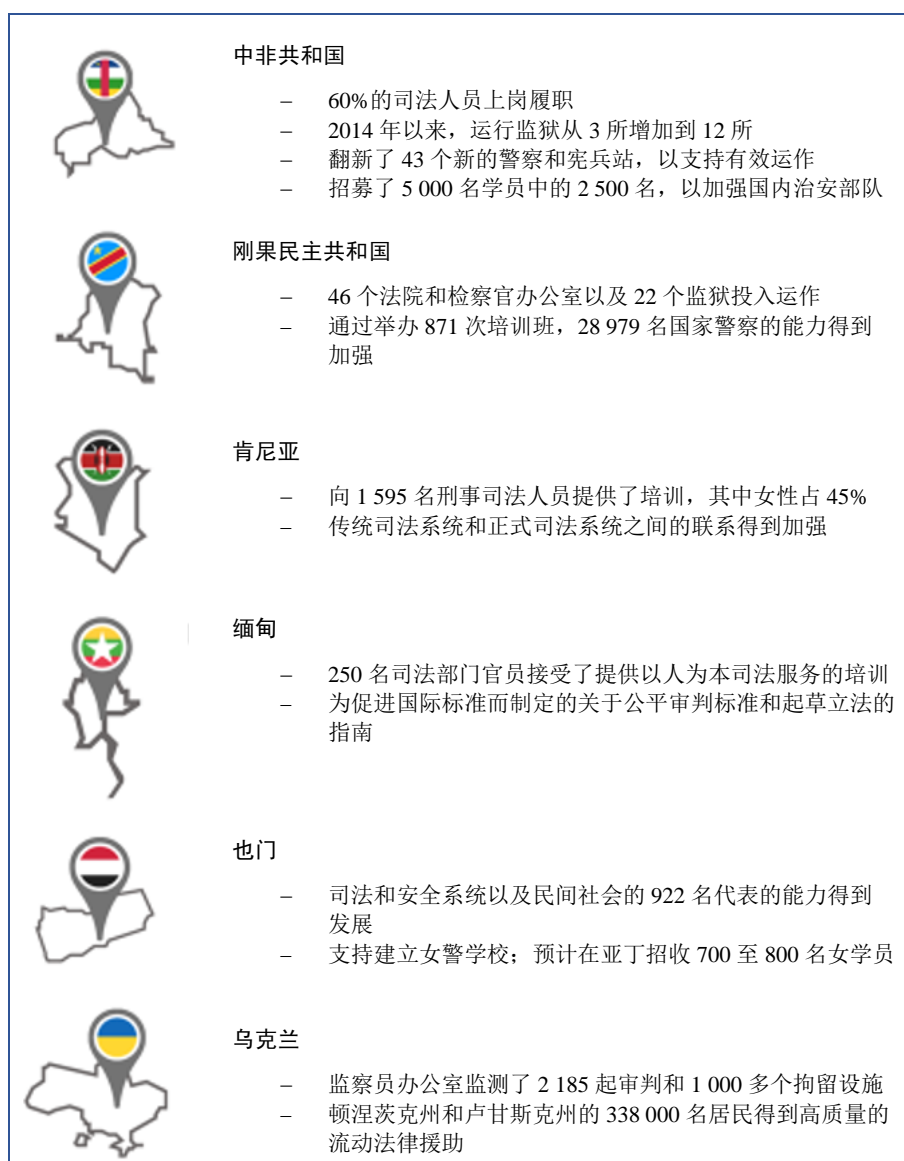 中非共和国
– 60%的司法人员上岗履职
– 2014 年以来，运行监狱从 3 所增加到 12 所
– 翻新了 43 个新的警察和宪兵站，以支持有效运作
– 招募了 5 000 名学员中的 2 500 名，以加强国内治安部队
刚果民主共和国
– 46 个法院和检察官办公室以及 22 个监狱投入运作
– 通过举办 871 次培训班，28 979 名国家警察的能力得到
加强
肯尼亚
– 向 1 595 名刑事司法人员提供了培训，其中女性占 45%
– 传统司法系统和正式司法系统之间的联系得到加强
缅甸
– 250 名司法部门官员接受了提供以人为本司法服务的培训
– 为促进国际标准而制定的关于公平审判标准和起草立法的
指南
也门
– 司法和安全系统以及民间社会的 922 名代表的能力得到
发展
– 支持建立女警学校；预计在亚丁招收 700 至 800 名女学员
乌克兰
– 监察员办公室监测了 2 185 起审判和 1 000 多个拘留设施
– 顿涅茨克州和卢甘斯克州的 338 000 名居民得到高质量的
流动法律援助